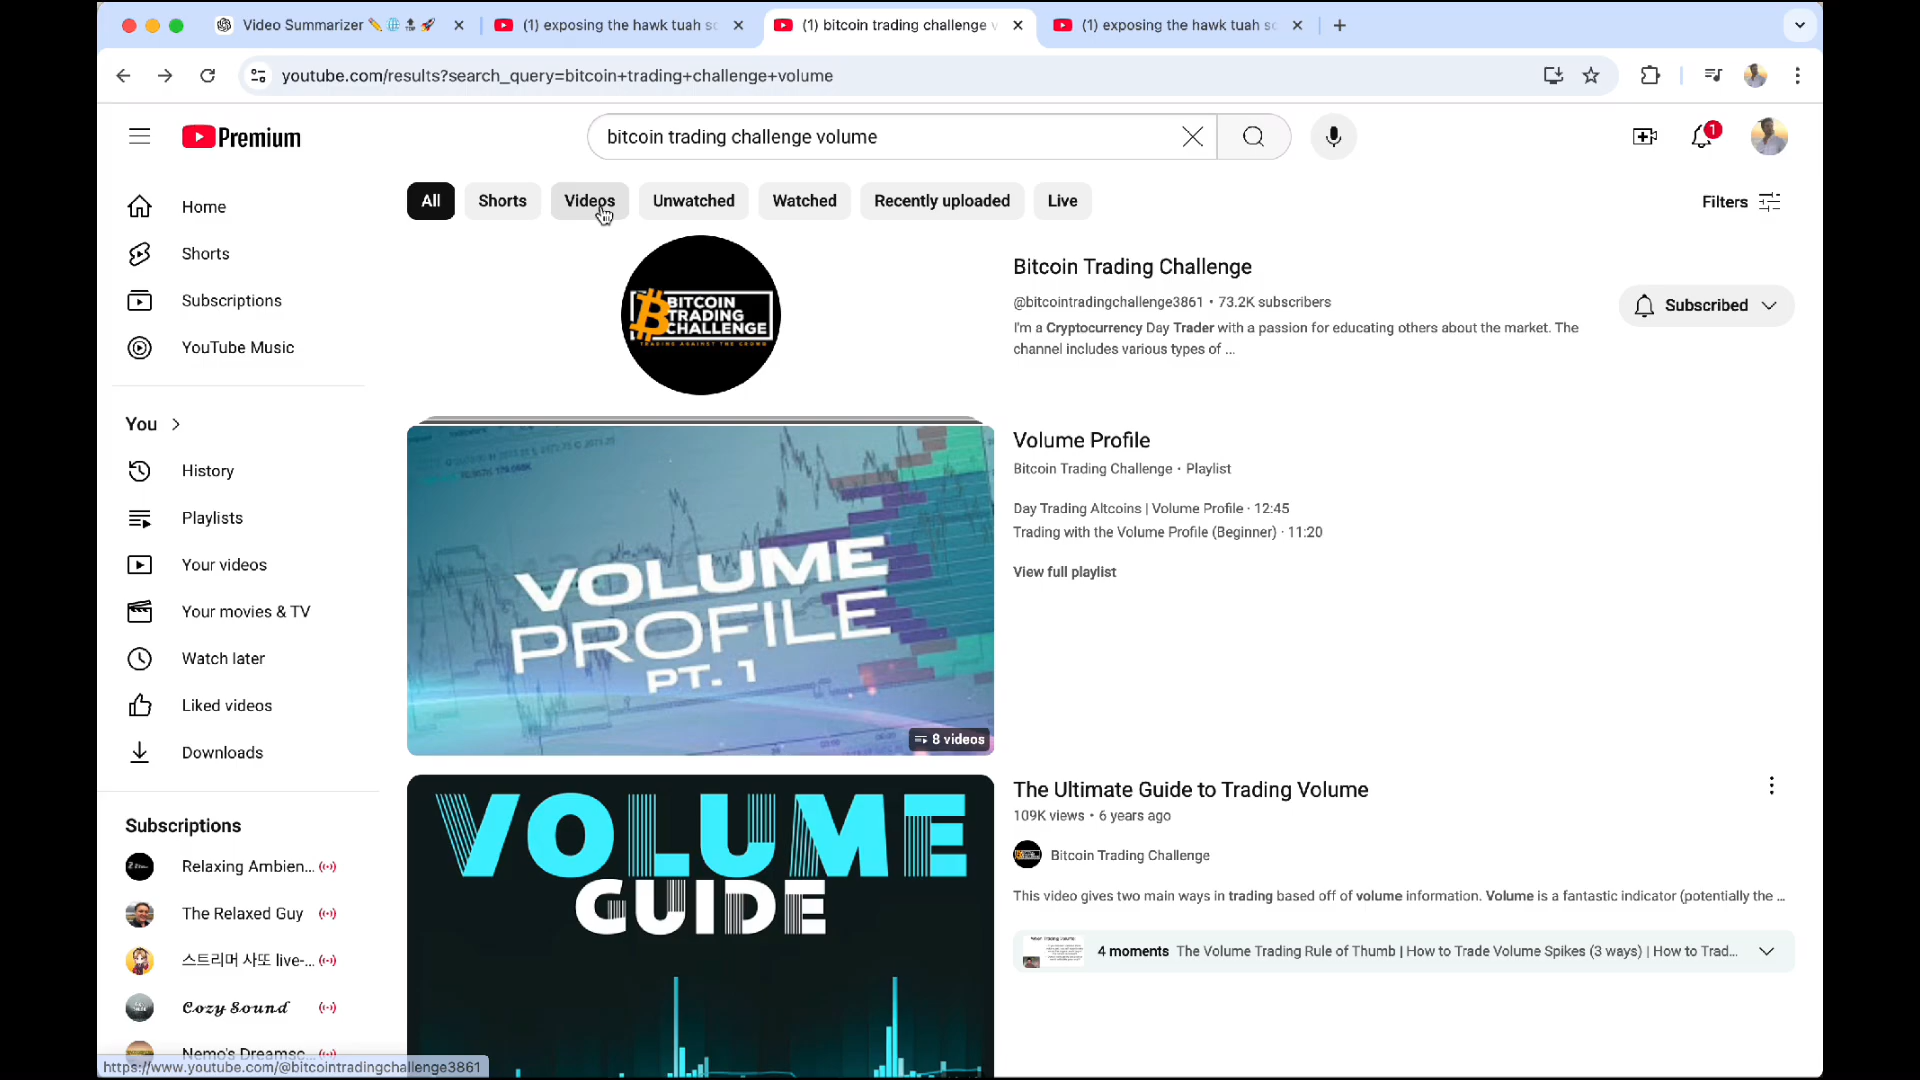 Video Summarizer ✏️🌐🔝🚀
(1) exposing the hawk tuah sc
(1) bitcoin trading challenge v
(1) exposing the hawk tuah sc
youtube.com/results?search_query=bitcoin+trading+challenge+volume
Premium
bitcoin trading challenge volume
1
All
Shorts
Videos
Unwatched
Watched
Recently uploaded
Live
Filters
Home
Shorts
Subscriptions
YouTube Music
You
History
Playlists
Your videos
Your movies & TV
Watch later
Liked videos
Downloads
Subscriptions
Relaxing Ambien...
The Relaxed Guy
스트리머 사또 live-...
𝓒𝓸𝔃𝔂 𝓢𝓸𝓾𝓷𝓭
Nemo's Dreamsc...
BITCOIN
TRADING
CHALLENGE
TRADING AGAINST THE CROWD
Bitcoin Trading Challenge
@bitcointradingchallenge3861 • 73.2K subscribers
I'm a Cryptocurrency Day Trader with a passion for educating others about the market. The
channel includes various types of ...
Subscribed
VOLUME
PROFILE
PT. 1
8 videos
Volume Profile
Bitcoin Trading Challenge • Playlist
Day Trading Altcoins | Volume Profile · 12:45
Trading with the Volume Profile (Beginner) · 11:20
View full playlist
VOLUME
GUIDE
The Ultimate Guide to Trading Volume
109K views • 6 years ago
Bitcoin Trading Challenge
This video gives two main ways in trading based off of volume information. Volume is a fantastic indicator (potentially the ...
4 moments The Volume Trading Rule of Thumb | How to Trade Volume Spikes (3 ways) | How to Trad...
https://www.youtube.com/@bitcointradingchallenge3861